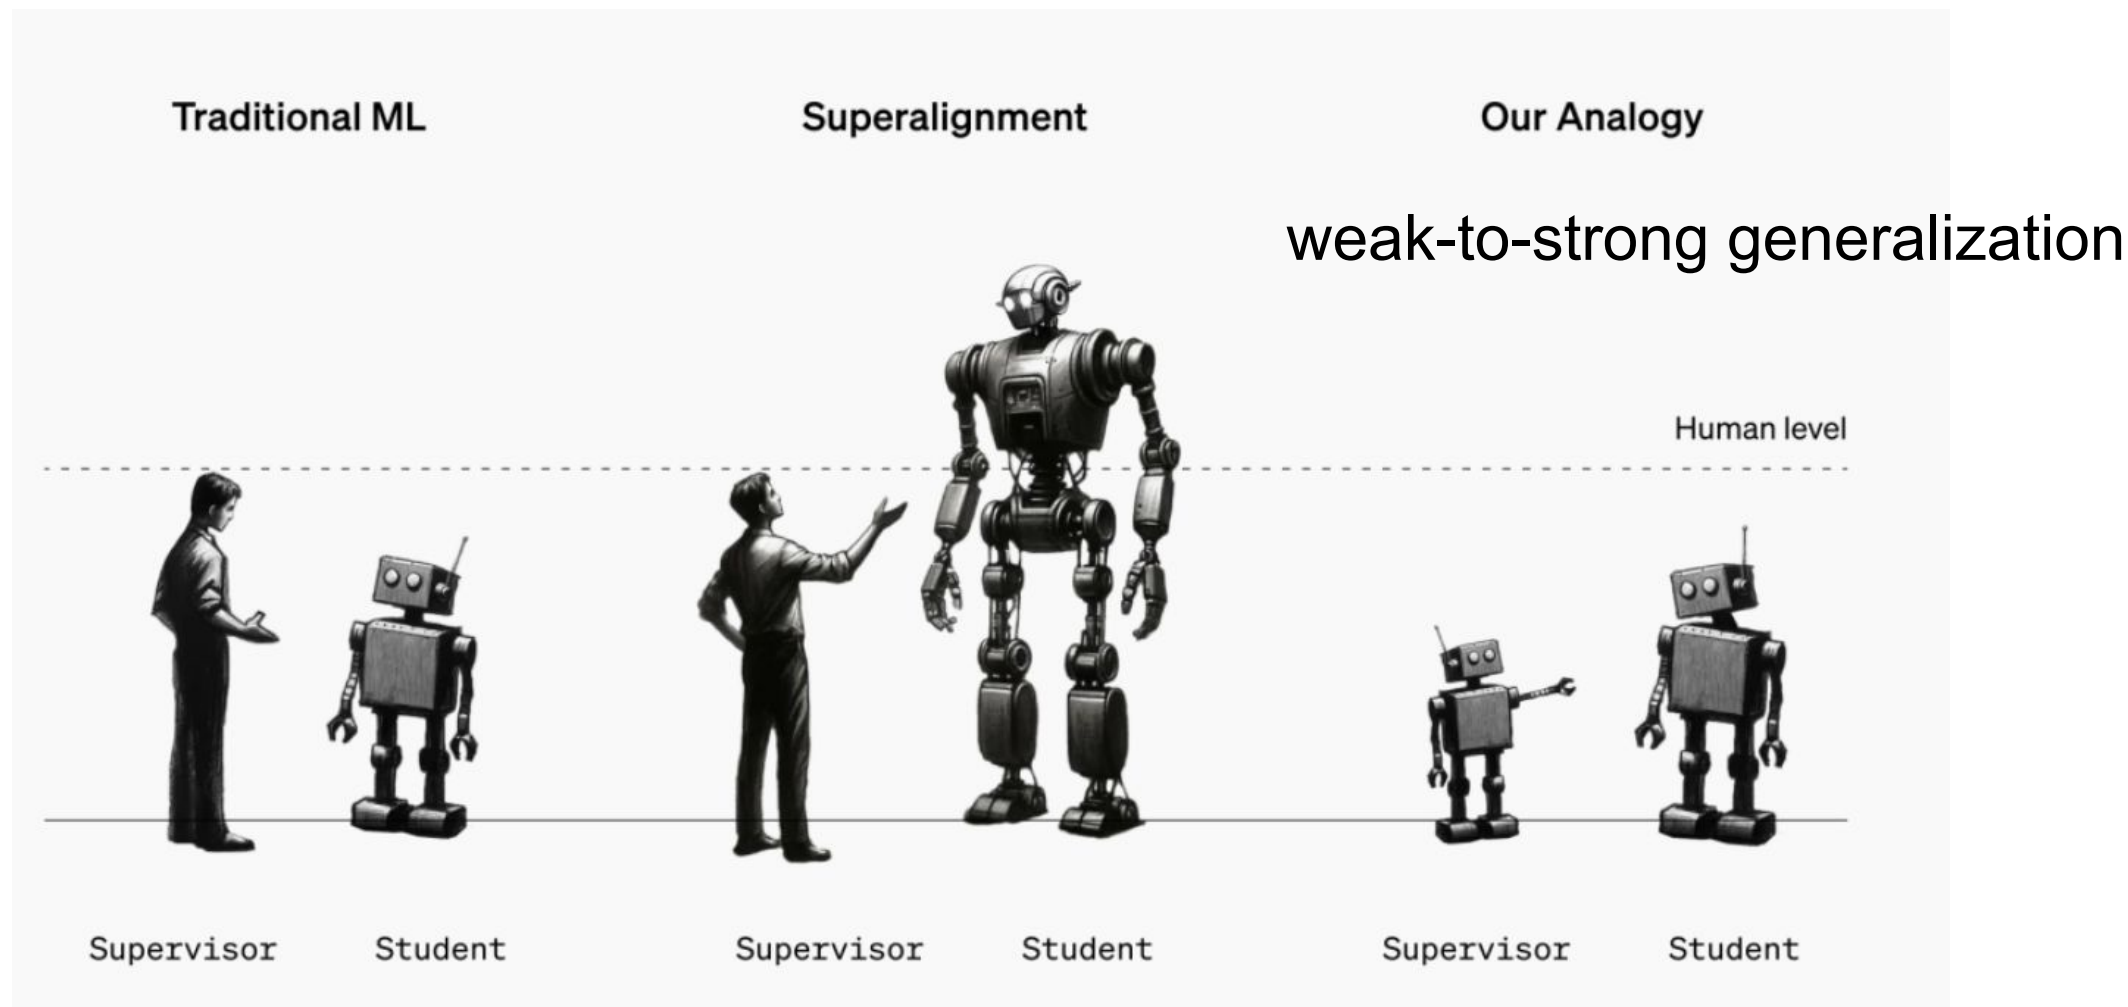 Traditional ML
Superalignment
Our Analogy
weak-to-strong generalization
Human level
Supervisor
Student
Supervisor
Student
Supervisor
Student